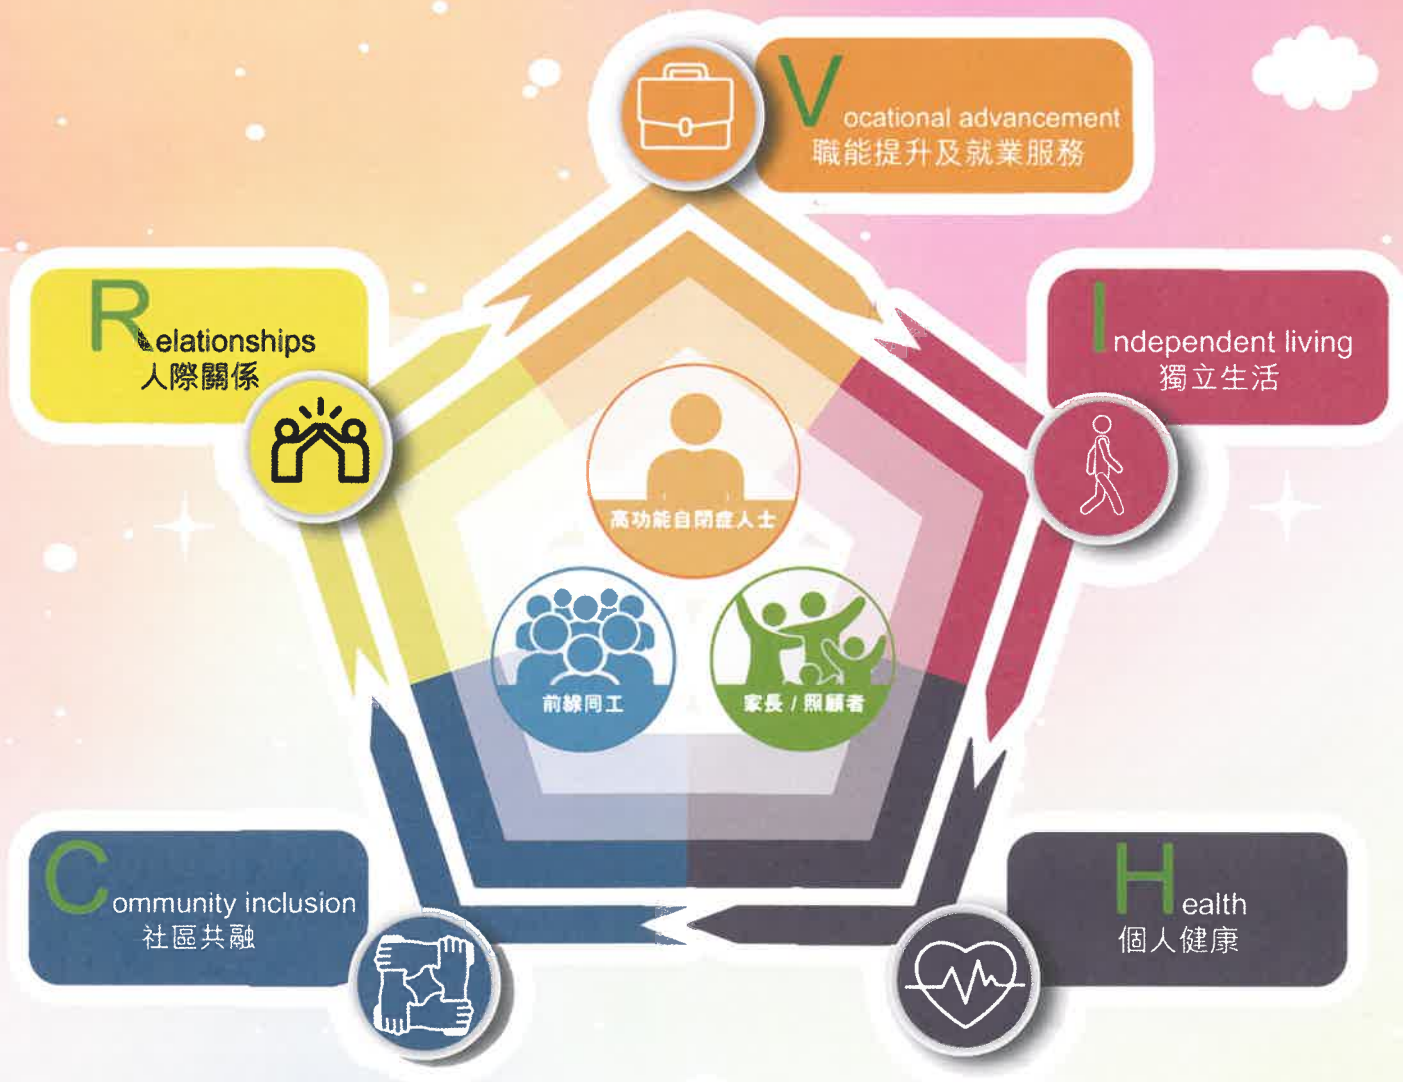 Vocational advancement
職能提升及就業服務
Relationships
人際關係
Independent living
獨立生活
高功能自閉症人士
前線同工
家長 / 照顧者
Community inclusion
社區共融
Health
個人健康